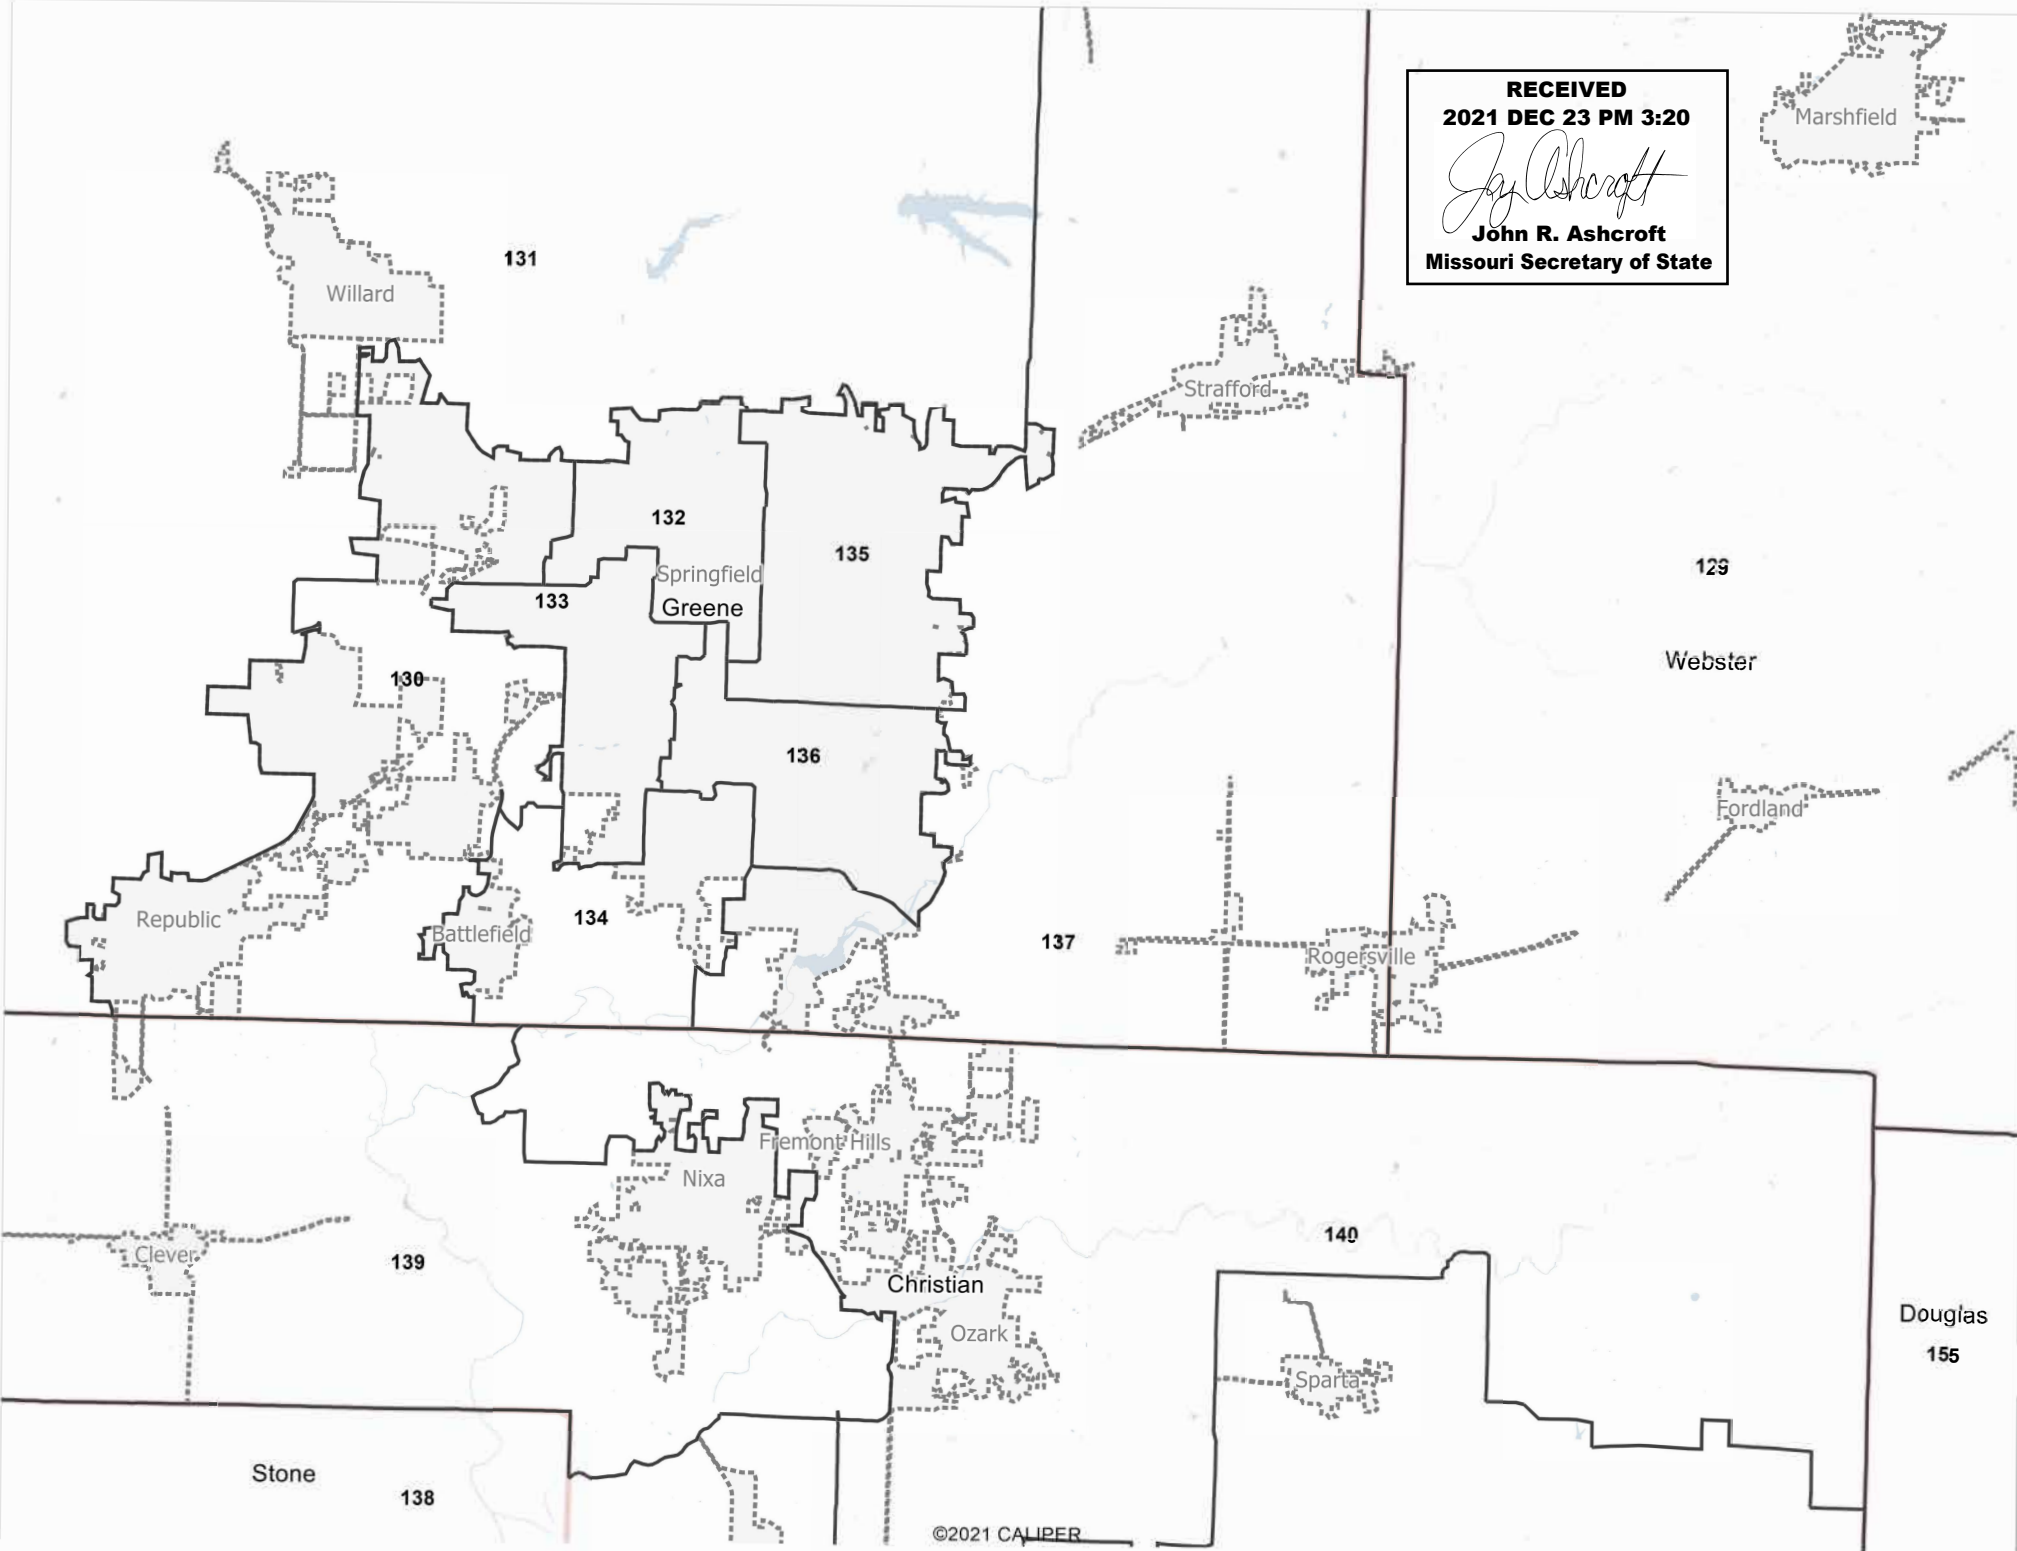 RECEIVED
2021 DEC 23 PM 3:20
Jay Ashcroft
John R. Ashcroft
Missouri Secretary of State
Marshfield
131
Willard
Strafford
132
135
129
Springfield
133
Greene
Webster
130
136
Fordland
Republic
134
Battlefield
137
Rogersville
Fremont Hills
Nixa
140
Clever
139
Christian
Douglas
Ozark
155
Sparta
Stone
138
©2021 CALIPER